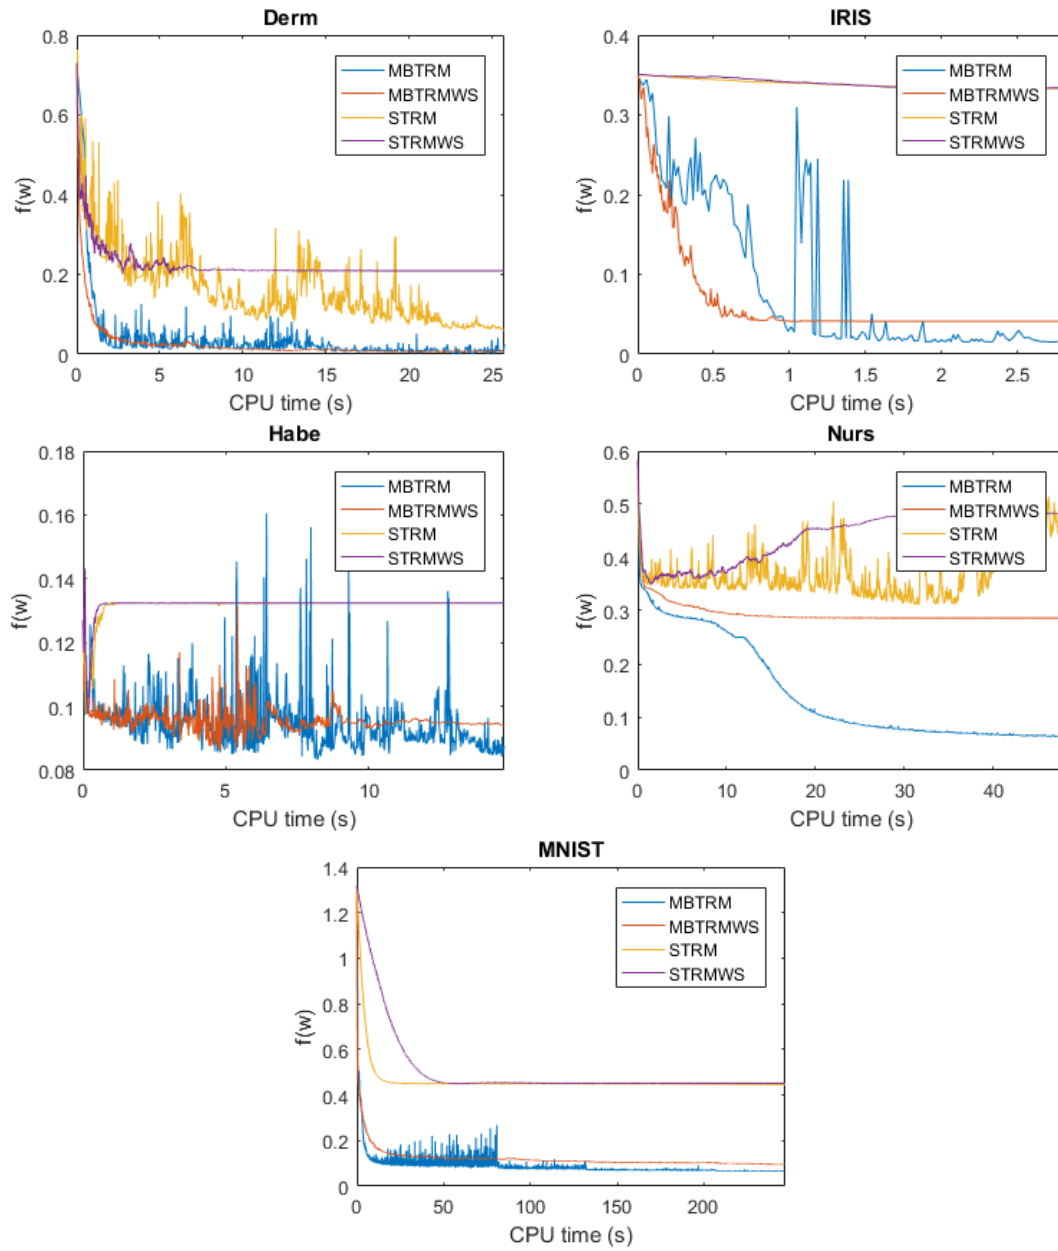 Derm
0.8
0.6
0.4
0.2
0
f(w)
MBTRM
MBTRMWS
STRM
STRMWS
0 5 10 15 20 25
CPU time (s)
IRIS
0.4
0.3
0.2
0.1
0
f(w)
MBTRM
MBTRMWS
STRM
STRMWS
0 0.5 1 1.5 2 2.5
CPU time (s)
Habe
0.18
0.16
0.14
0.12
0.1
0.08
f(w)
MBTRM
MBTRMWS
STRM
STRMWS
0 5 10
CPU time (s)
Nurs
0.6
0.5
0.4
0.3
0.2
0.1
0
f(w)
MBTRM
MBTRMWS
STRM
STRMWS
0 10 20 30 40
CPU time (s)
MNIST
1.4
1.2
1
0.8
0.6
0.4
0.2
0
f(w)
MBTRM
MBTRMWS
STRM
STRMWS
0 50 100 150 200
CPU time (s)